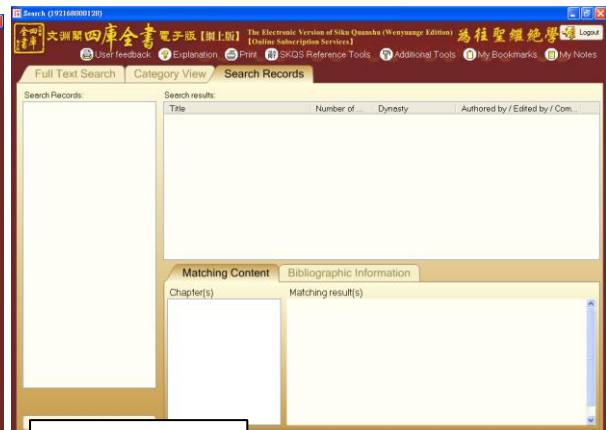 Search (192168000128)
文淵閣四庫全書 電子版【網上版】 The Electronic Version of Siku Quanshu (Wenyuange Edition) 為往聖繼絕學 Logout
【Online Subscription Services】
User feedback Explanation Print SKQS Reference Tools Additional Tools My Bookmarks My Notes
Full Text Search Category View Search Records
Search Records: Search results:
Title Number of ... Dynasty Authored by / Edited by / Com...
Matching Content Bibliographic Information
Chapter(s) Matching result(s)